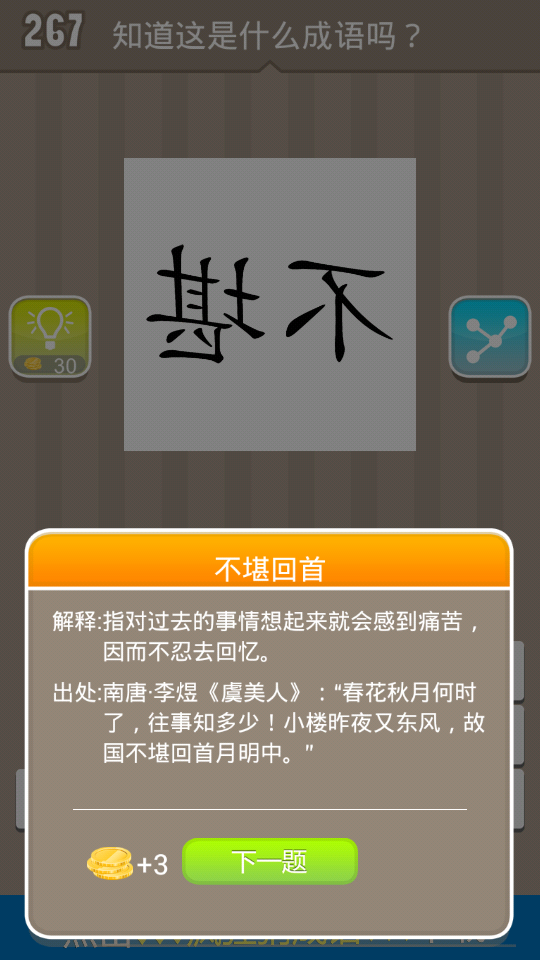 267 知道这是什么成语吗？
不堪
30
不堪回首
解释:指对过去的事情想起来就会感到痛苦，
因而不忍去回忆。
出处:南唐·李煜《虞美人》："春花秋月何时
了，往事知多少！小楼昨夜又东风，故
国不堪回首月明中。"
+3 下一题